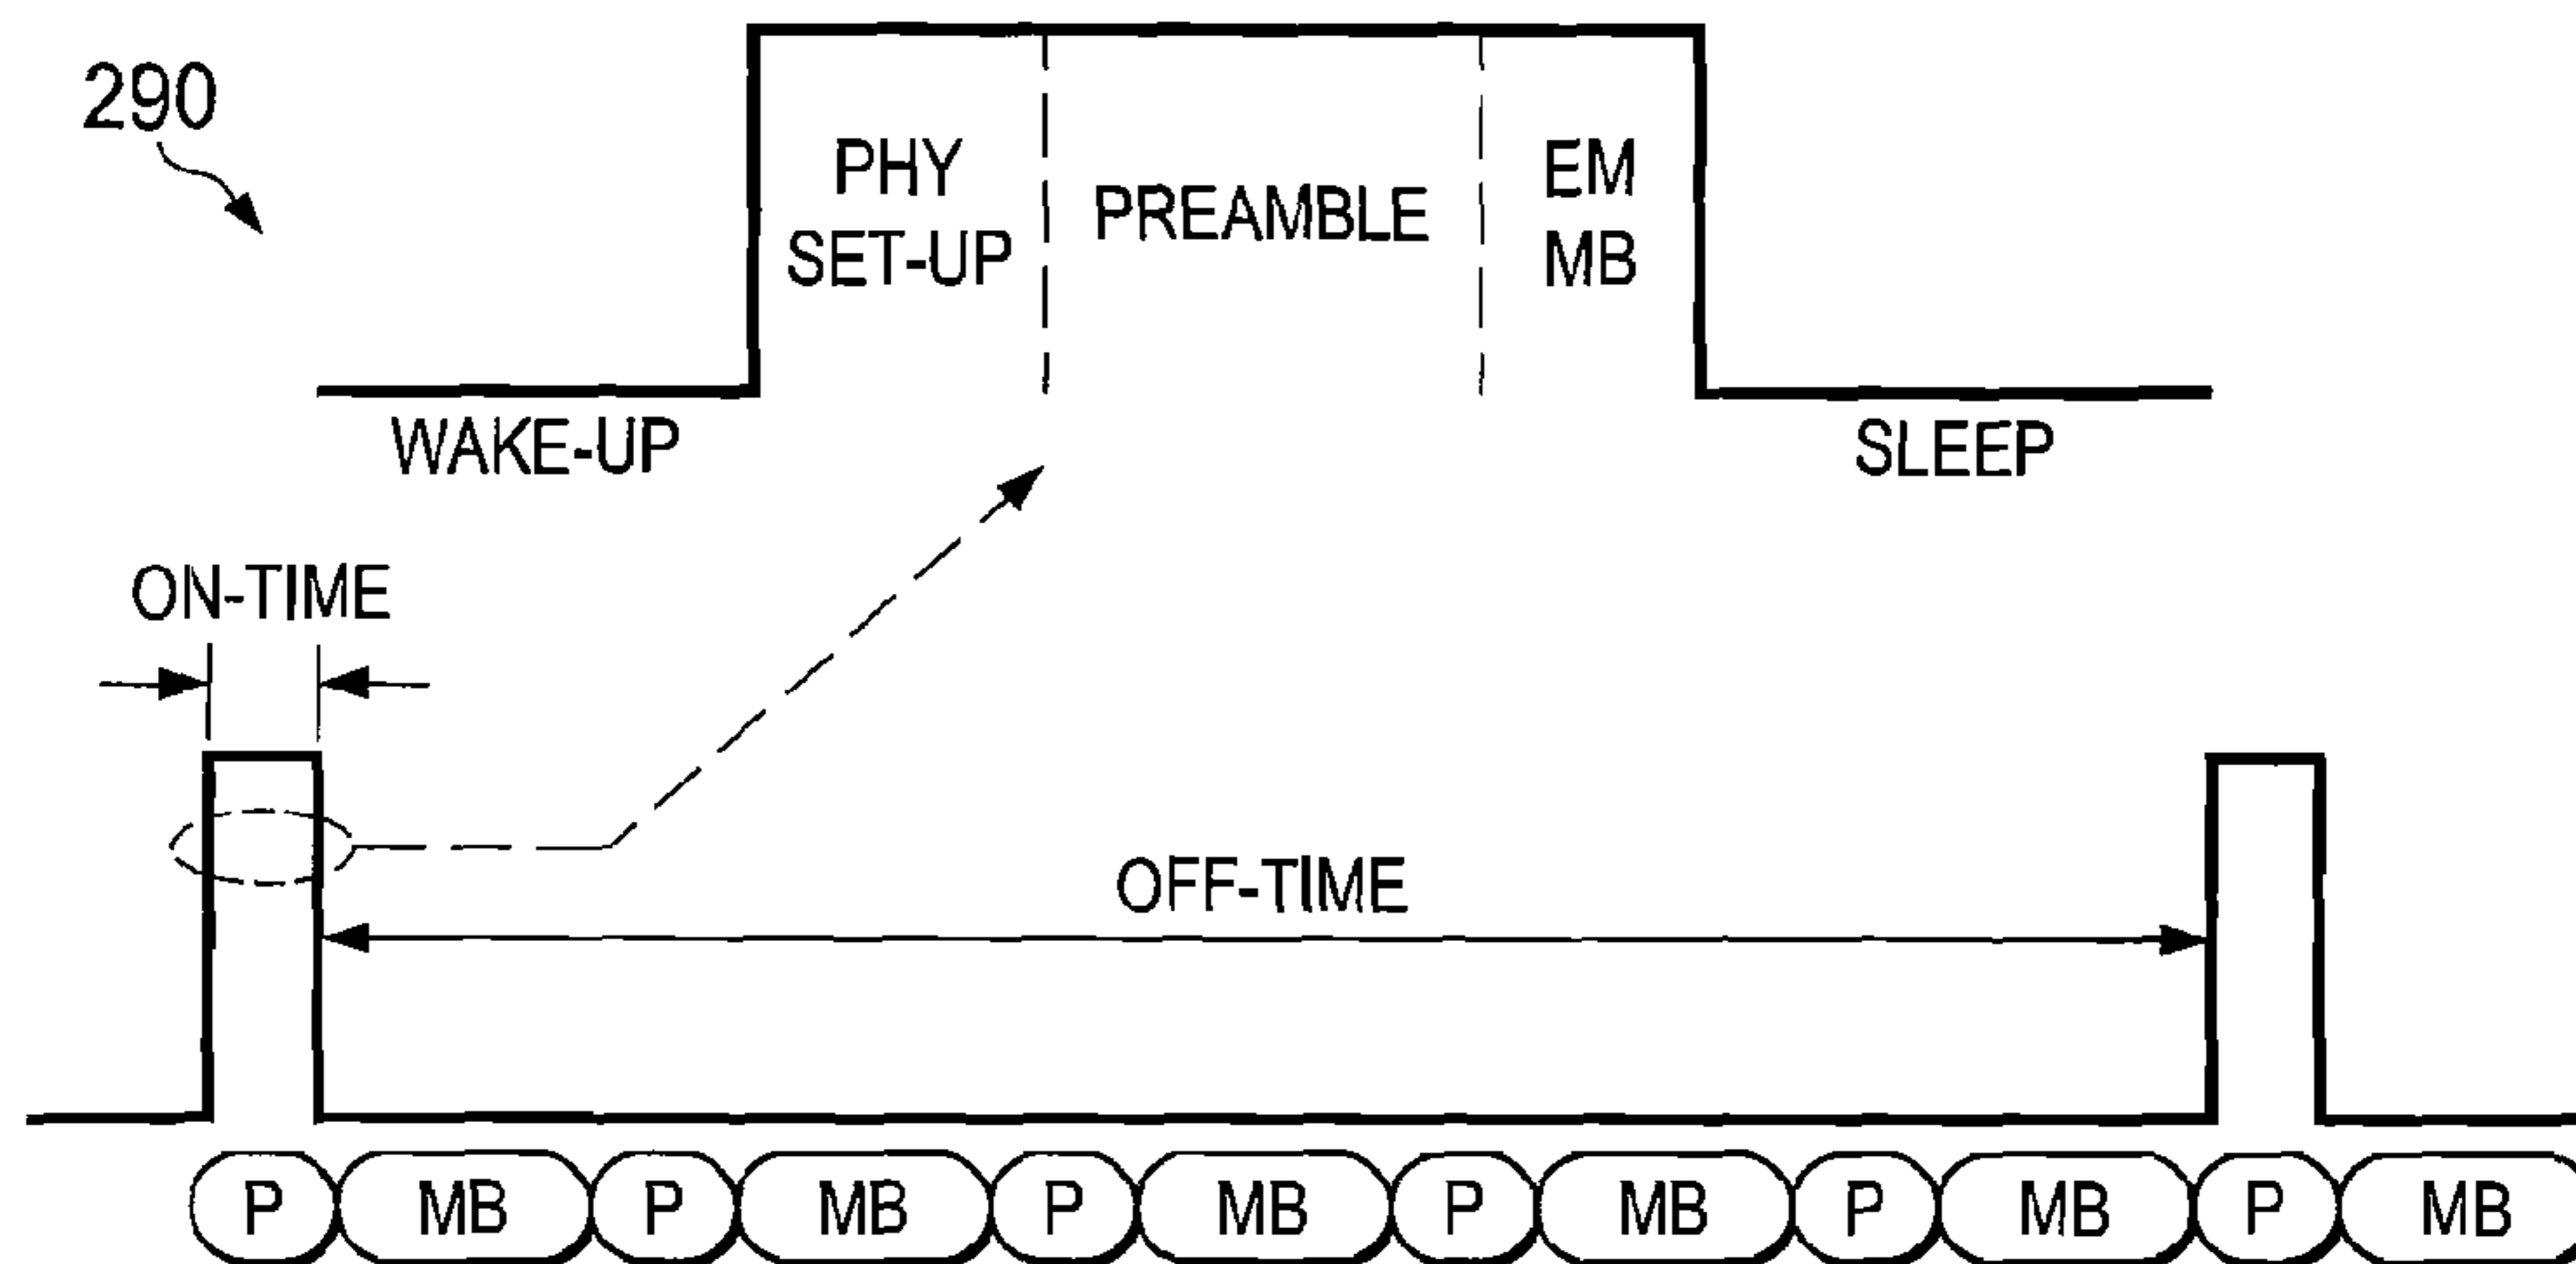 290
PHY
SET-UP
PREAMBLE
EM
MB
WAKE-UP
SLEEP
ON-TIME
OFF-TIME
P MB P MB P MB P MB P MB P MB